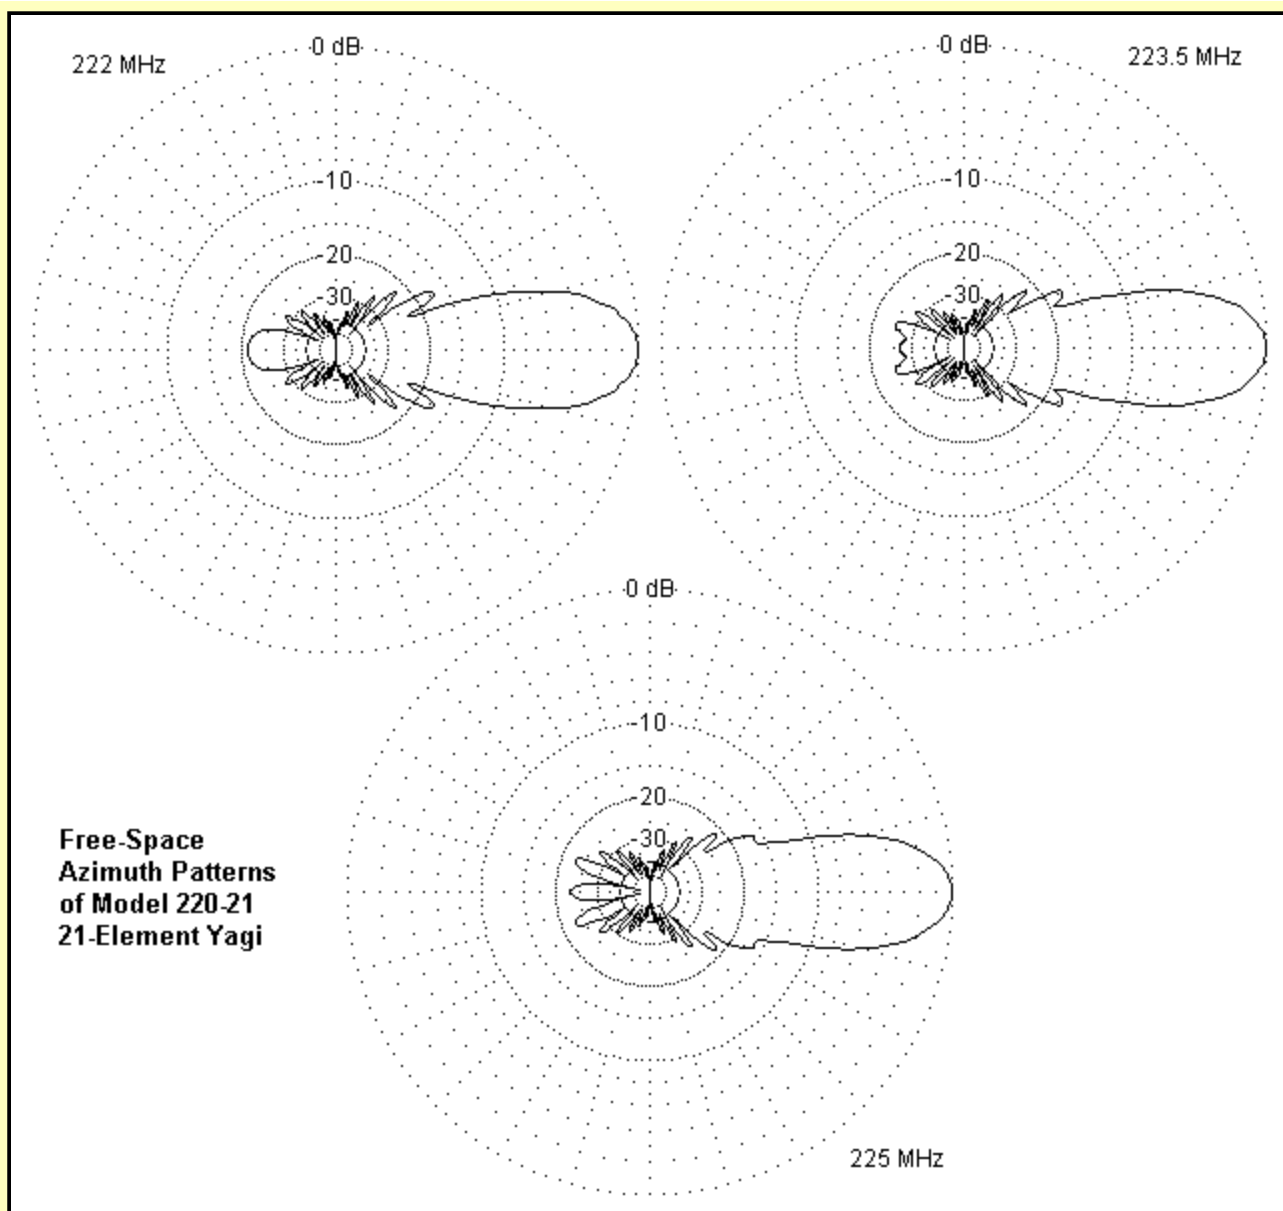 222 MHz
0 dB
-10
-20
-30
223.5 MHz
0 dB
-10
-20
-30
0 dB
-10
-20
-30
Free-Space
Azimuth Patterns
of Model 220-21
21-Element Yagi
225 MHz